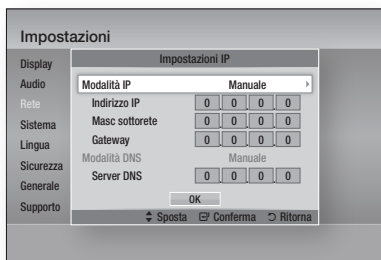 Impostazioni
Display
Audio
Rete
Sistema
Lingua
Sicurezza
Generale
Supporto
Impostazioni IP
Modalità IP Manuale
Indirizzo IP 0 . 0 . 0 . 0
Masc sottorete 0 . 0 . 0 . 0
Gateway 0 . 0 . 0 . 0
Modalità DNS Manuale
Server DNS 0 . 0 . 0 . 0
OK
Sposta Conferma Ritorna